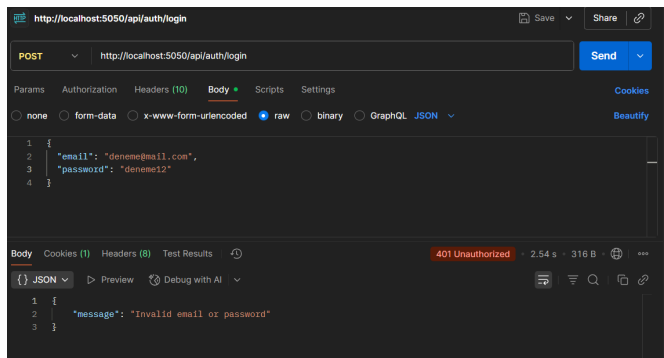 HTTP http://localhost:5050/api/auth/login Save Share
POST http://localhost:5050/api/auth/login Send
Params Authorization Headers (10) Body Scripts Settings Cookies
none form-data x-www-form-urlencoded raw binary GraphQL JSON Beautify
1 {
2 "email": "deneme@mail.com",
3 "password": "deneme12"
4 }
Body Cookies (1) Headers (8) Test Results 401 Unauthorized 2.54 s 316 B
{} JSON Preview Debug with AI
1 {
2 "message": "Invalid email or password"
3 }